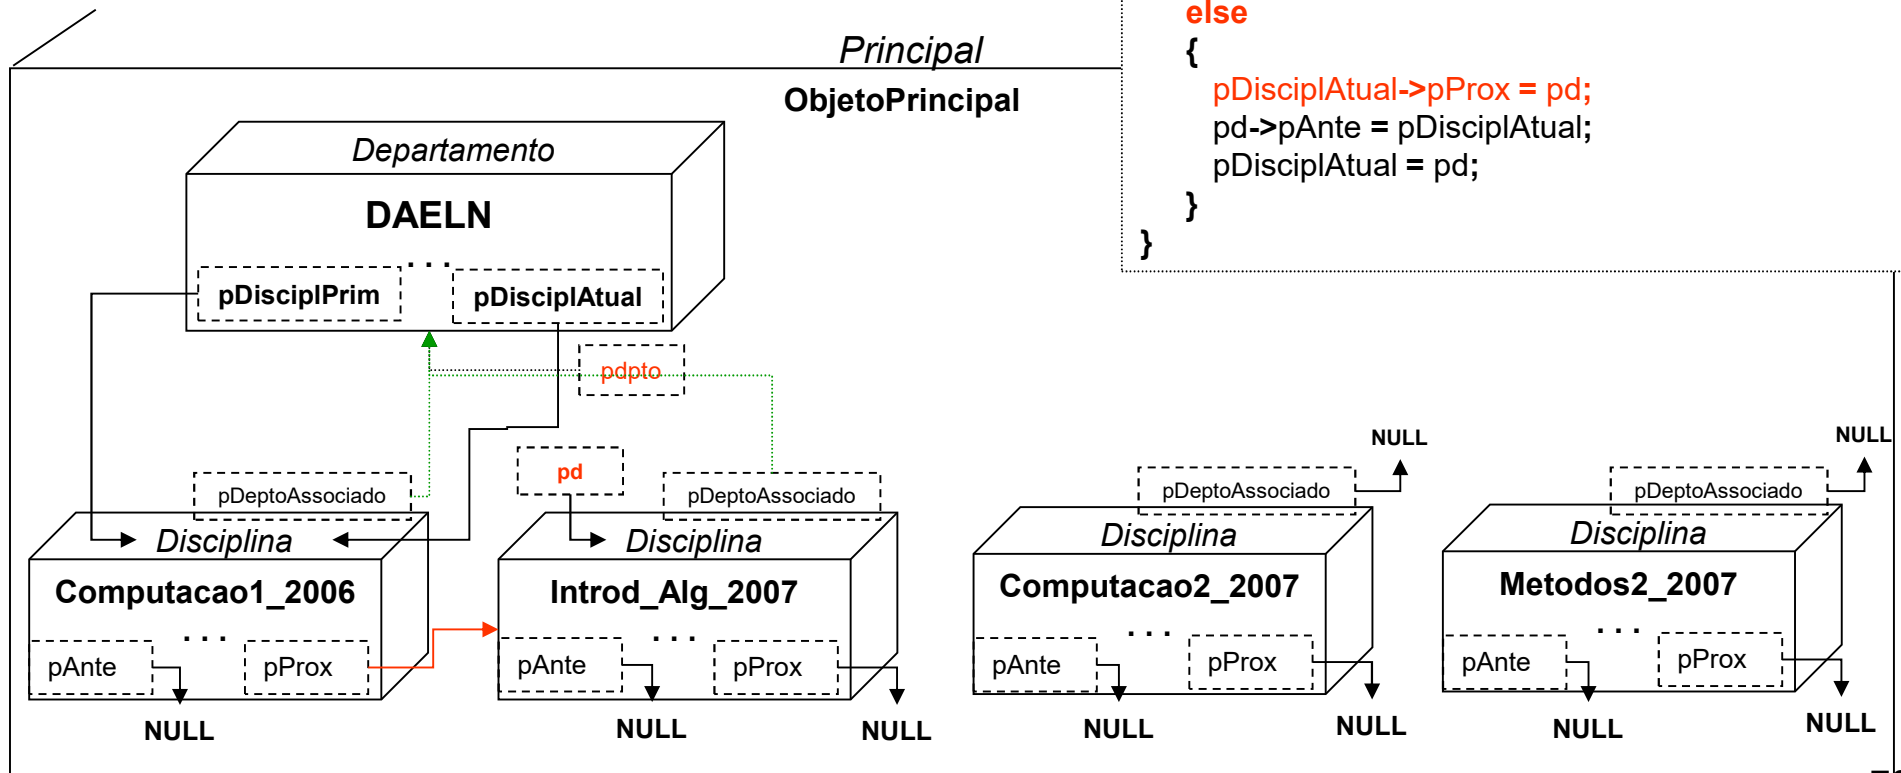 else
{
pDisciplAtual->pProx = pd;
pd->pAnte = pDisciplAtual;
pDisciplAtual = pd;
}
}
Principal
ObjetoPrincipal
Departamento
DAELN
. . .
pDisciplPrim
pDisciplAtual
pdpto
pd
NULL
NULL
pDeptoAssociado
pDeptoAssociado
pDeptoAssociado
pDeptoAssociado
Disciplina
Disciplina
Disciplina
Disciplina
Computacao1_2006
Introd_Alg_2007
Computacao2_2007
Metodos2_2007
. . .
. . .
. . .
. . .
pAnte
pProx
pAnte
pProx
pAnte
pProx
pAnte
pProx
NULL
NULL
NULL
NULL
NULL
NULL
NULL